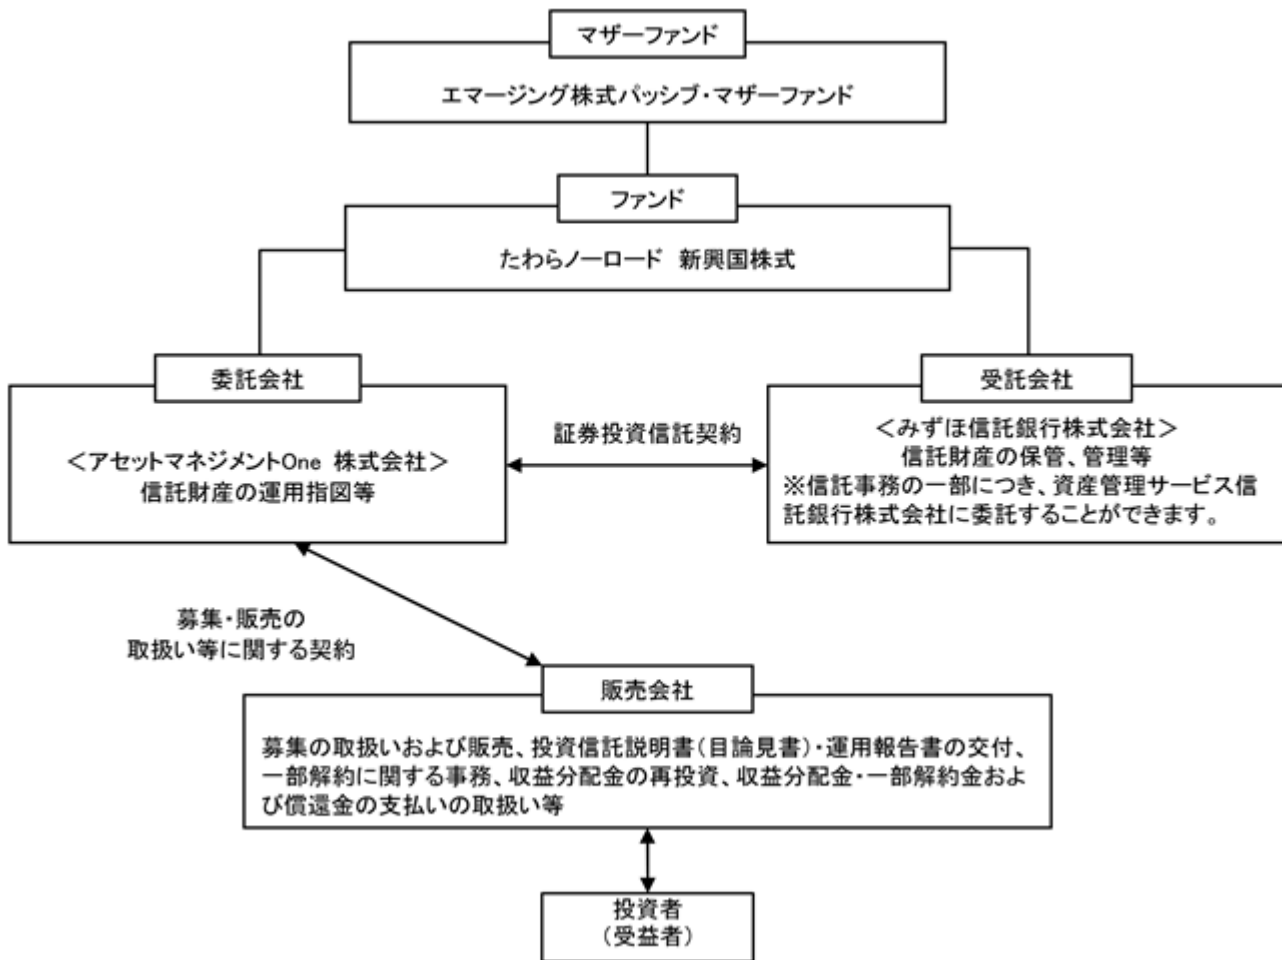 マザーファンド
エマージング株式パッシブ・マザーファンド
ファンド
たわらノーロード 新興国株式
委託会社
<アセットマネジメントOne 株式会社>
信託財産の運用指図等
証券投資信託契約
受託会社
<みずほ信託銀行株式会社>
信託財産の保管、管理等
※信託事務の一部につき、資産管理サービス信
託銀行株式会社に委託することができます。
募集・販売の
取扱い等に関する契約
販売会社
募集の取扱いおよび販売、投資信託説明書(目論見書)・運用報告書の交付、
一部解約に関する事務、収益分配金の再投資、収益分配金・一部解約金およ
び償還金の支払いの取扱い等
投資者
(受益者)